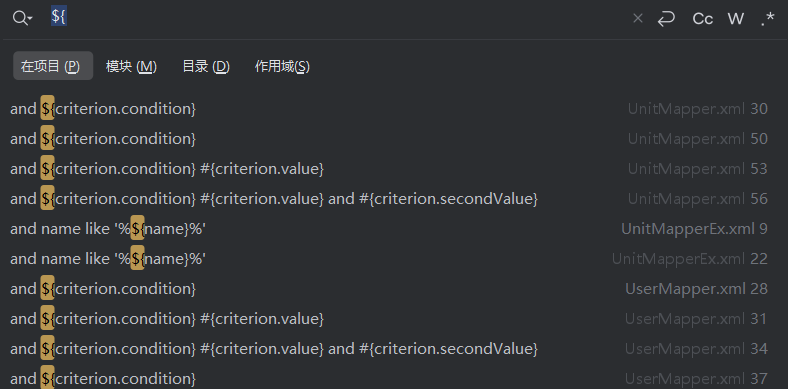 ${
Cc W .*
在项目 (P) 模块 (M) 目录 (D) 作用域(S)
and ${criterion.condition} UnitMapper.xml 30
and ${criterion.condition} UnitMapper.xml 50
and ${criterion.condition} #{criterion.value} UnitMapper.xml 53
and ${criterion.condition} #{criterion.value} and #{criterion.secondValue} UnitMapper.xml 56
and name like '%${name}%' UnitMapperEx.xml 9
and name like '%${name}%' UnitMapperEx.xml 22
and ${criterion.condition} UserMapper.xml 28
and ${criterion.condition} #{criterion.value} UserMapper.xml 31
and ${criterion.condition} #{criterion.value} and #{criterion.secondValue} UserMapper.xml 34
and ${criterion.condition} UserMapper.xml 37